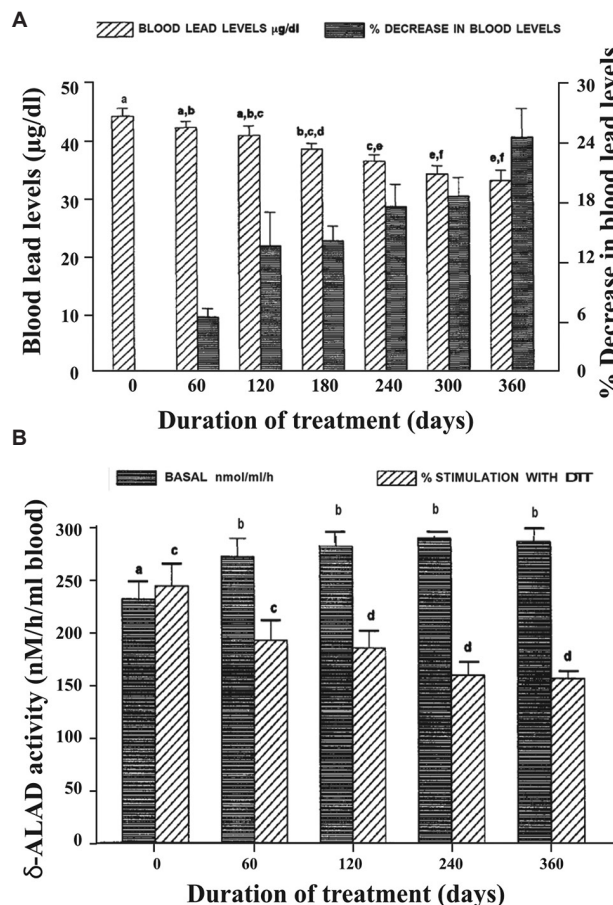 A
BLOOD LEAD LEVELS µg/dl
% DECREASE IN BLOOD LEVELS
Blood lead levels (µg/dl)
50
40
30
20
10
0
a
a,b
a,b,c
b,c,d
c,e
e,f
e,f
30
24
18
12
6
0
% Decrease in blood lead levels
0 60 120 180 240 300 360
Duration of treatment (days)
B
BASAL nmol/ml/h
% STIMULATION WITH DTT
δ-ALAD activity (nM/h/ml blood)
300
250
200
150
100
50
0
a
c
b
c
b
d
b
d
b
d
0 60 120 240 360
Duration of treatment (days)